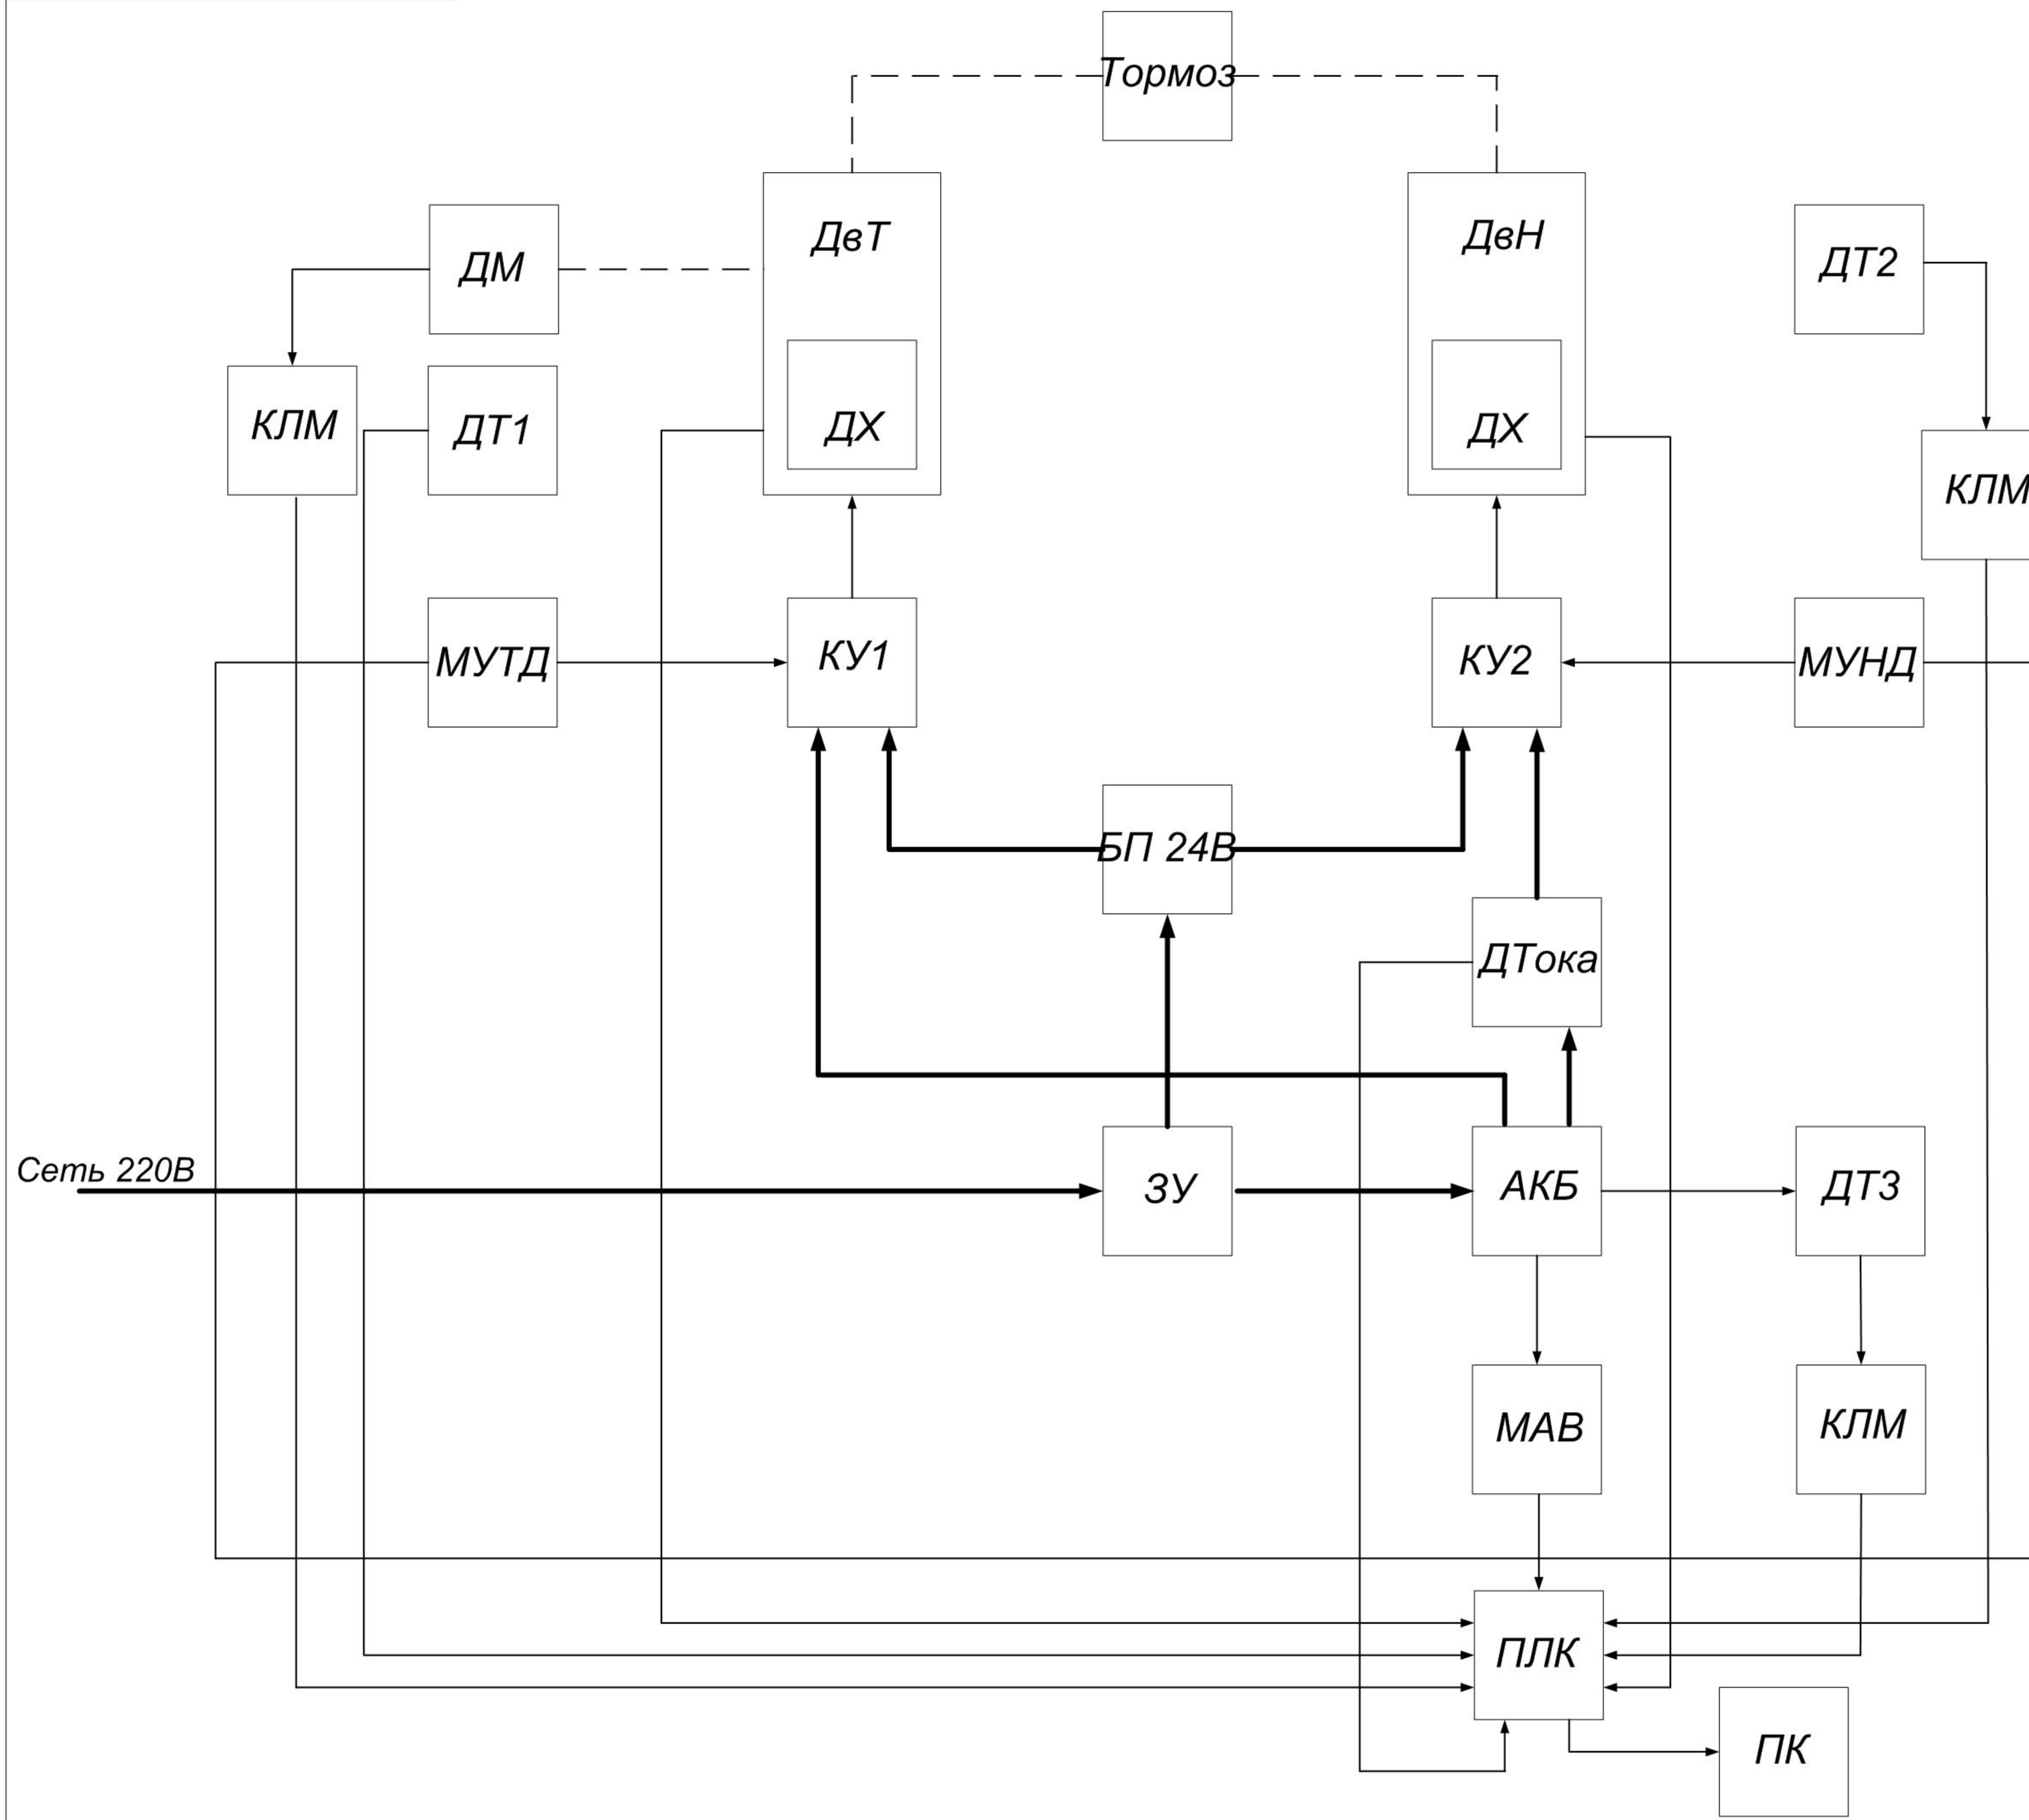 Тормоз
ДвТ
ДвН
ДМ
ДТ2
КЛМ
ДТ1
ДХ
ДХ
КЛМ
МУТД
КУ1
КУ2
МУНД
БП 24В
ДТока
Сеть 220В
ЗУ
АКБ
ДТ3
МАВ
КЛМ
ПЛК
ПК